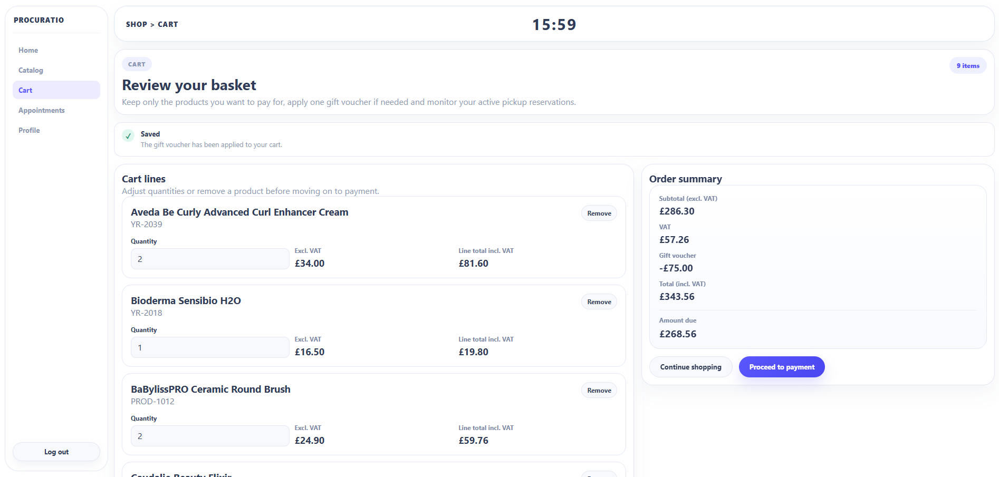 PROCURATIO
Home
Catalog
Cart
Appointments
Profile
Log out
SHOP > CART
15:59
CART
9 items
Review your basket
Keep only the products you want to pay for, apply one gift voucher if needed and monitor your active pickup reservations.
✓
Saved
The gift voucher has been applied to your cart.
Cart lines
Adjust quantities or remove a product before moving on to payment.
Aveda Be Curly Advanced Curl Enhancer Cream
Remove
YR-2039
Quantity
2
Excl. VAT
£34.00
Line total incl. VAT
£81.60
Bioderma Sensibio H2O
Remove
YR-2018
Quantity
1
Excl. VAT
£16.50
Line total incl. VAT
£19.80
BaBylissPRO Ceramic Round Brush
Remove
PROD-1012
Quantity
2
Excl. VAT
£24.90
Line total incl. VAT
£59.76
Caudalie Beauty Elixir
Order summary
Subtotal (excl. VAT)
£286.30
VAT
£57.26
Gift voucher
-£75.00
Total (incl. VAT)
£343.56
Amount due
£268.56
Continue shopping
Proceed to payment